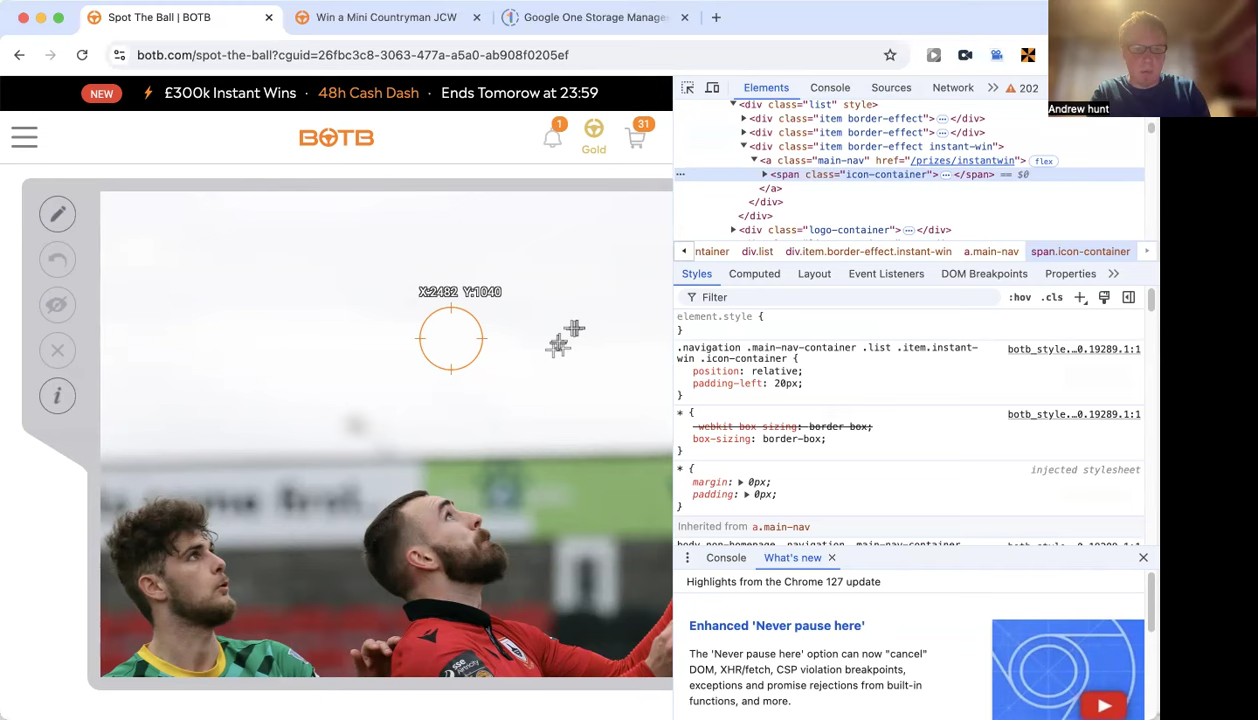 Spot The Ball | BOTB
Win a Mini Countryman JCW
Google One Storage Manage
botb.com/spot-the-ball?cguid=26fbc3c8-3063-477a-a5a0-ab908f0205ef
Andrew hunt
NEW £300k Instant Wins · 48h Cash Dash · Ends Tomorrow at 23:59
BOTB
1
Gold
31
X:2482 Y:1040
sse
Elements Console Sources Network 202
<div class="list" style>
<div class="item border-effect"> </div>
<div class="item border-effect"> </div>
<div class="item border-effect instant-win">
<a class="main-nav" href="/prizes/instantwin"> flex
<span class="icon-container"> </span> == $0
</a>
</div>
</div>
<div class="logo-container"> </div>
ntainer div.list div.item.border-effect.instant-win a.main-nav span.icon-container
Styles Computed Layout Event Listeners DOM Breakpoints Properties
Filter :hov .cls
element.style {
}
.navigation .main-nav-container .list .item.instant- botb_style.…0.19289.1:1
win .icon-container {
position: relative;
padding-left: 20px;
}
* { botb_style.…0.19289.1:1
-webkit-box-sizing: border-box;
box-sizing: border-box;
}
* { injected stylesheet
margin: 0px;
padding: 0px;
}
Inherited from a.main-nav
Console What's new
Highlights from the Chrome 127 update
Enhanced 'Never pause here'
The 'Never pause here' option can now "cancel"
DOM, XHR/fetch, CSP violation breakpoints,
exceptions and promise rejections from built-in
functions, and more.